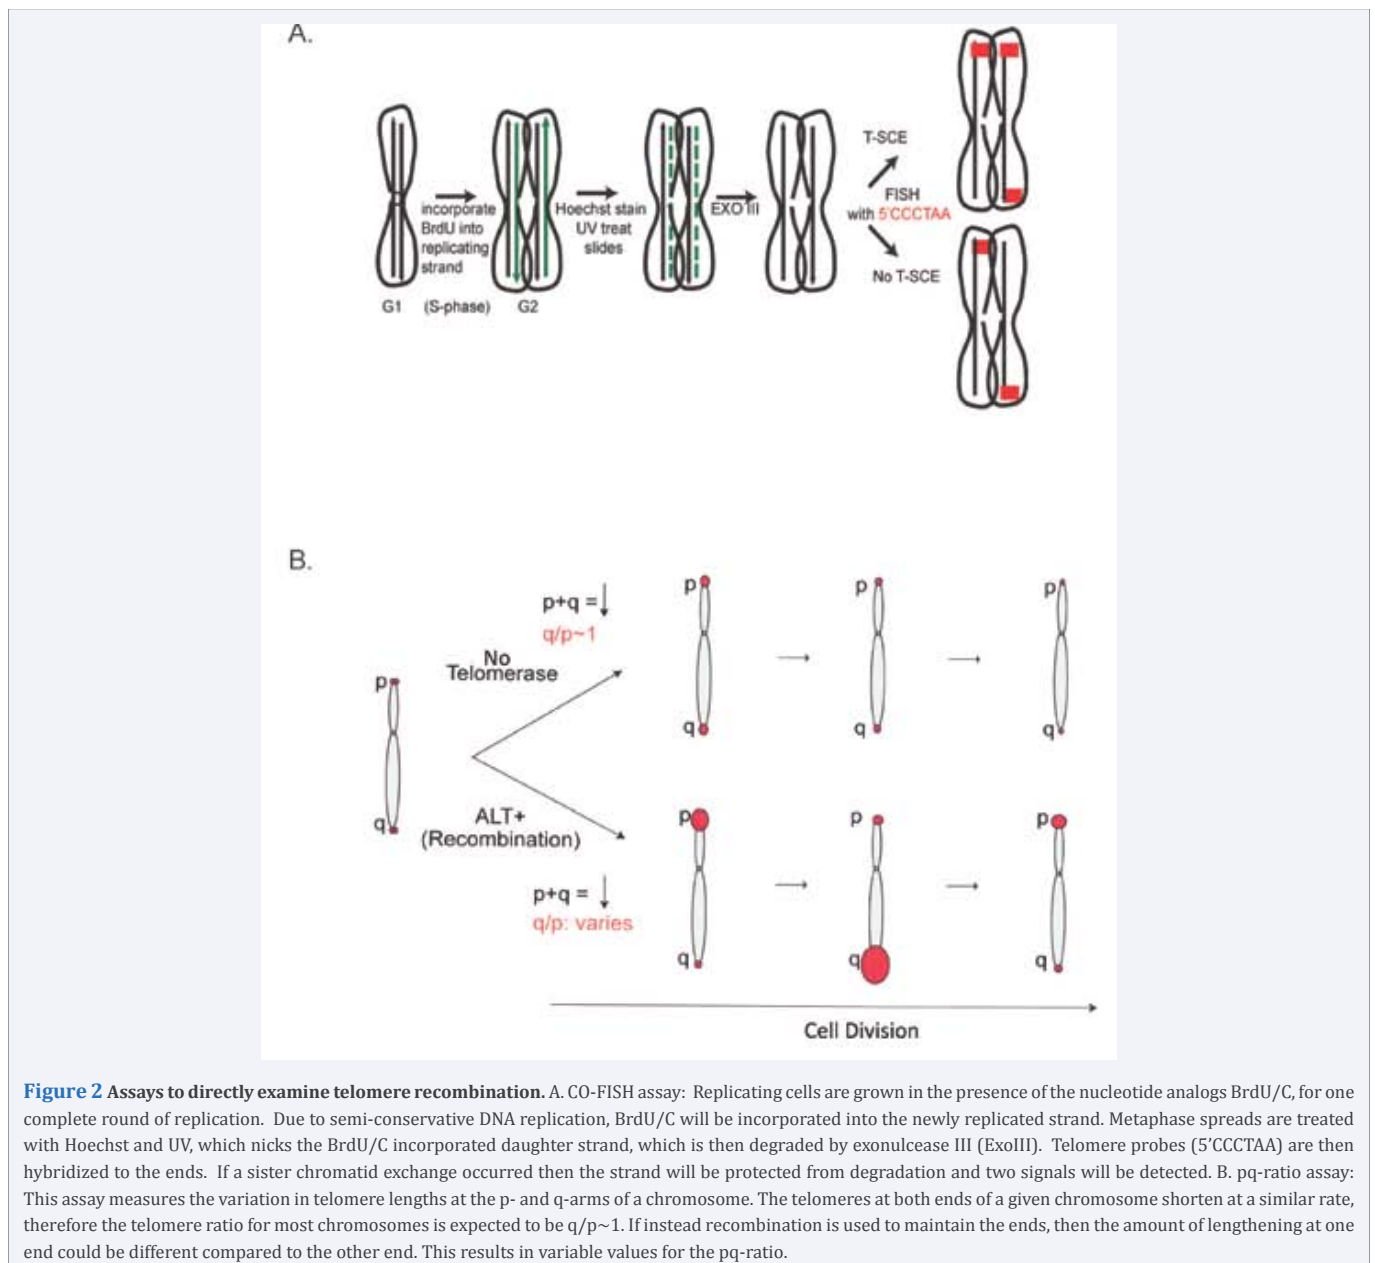 A.
T-SCE
incorporate
BrdU into
replicating
strand
Hoechst stain
UV treat
slides
EXO III
FISH
with 5'CCCTAA
No T-SCE
G1
(S-phase)
G2
B.
p+q =↓
q/p~1
No
Telomerase
p
q
p
q
p
q
p
q
ALT+
(Recombination)
p+q = ↓
q/p: varies
p
q
p
q
p
q
Cell Division
Figure 2 Assays to directly examine telomere recombination. A. CO-FISH assay: Replicating cells are grown in the presence of the nucleotide analogs BrdU/C, for one
complete round of replication. Due to semi-conservative DNA replication, BrdU/C will be incorporated into the newly replicated strand. Metaphase spreads are treated
with Hoechst and UV, which nicks the BrdU/C incorporated daughter strand, which is then degraded by exonulcease III (ExoIII). Telomere probes (5'CCCTAA) are then
hybridized to the ends. If a sister chromatid exchange occurred then the strand will be protected from degradation and two signals will be detected. B. pq-ratio assay:
This assay measures the variation in telomere lengths at the p- and q-arms of a chromosome. The telomeres at both ends of a given chromosome shorten at a similar rate,
therefore the telomere ratio for most chromosomes is expected to be q/p~1. If instead recombination is used to maintain the ends, then the amount of lengthening at one
end could be different compared to the other end. This results in variable values for the pq-ratio.